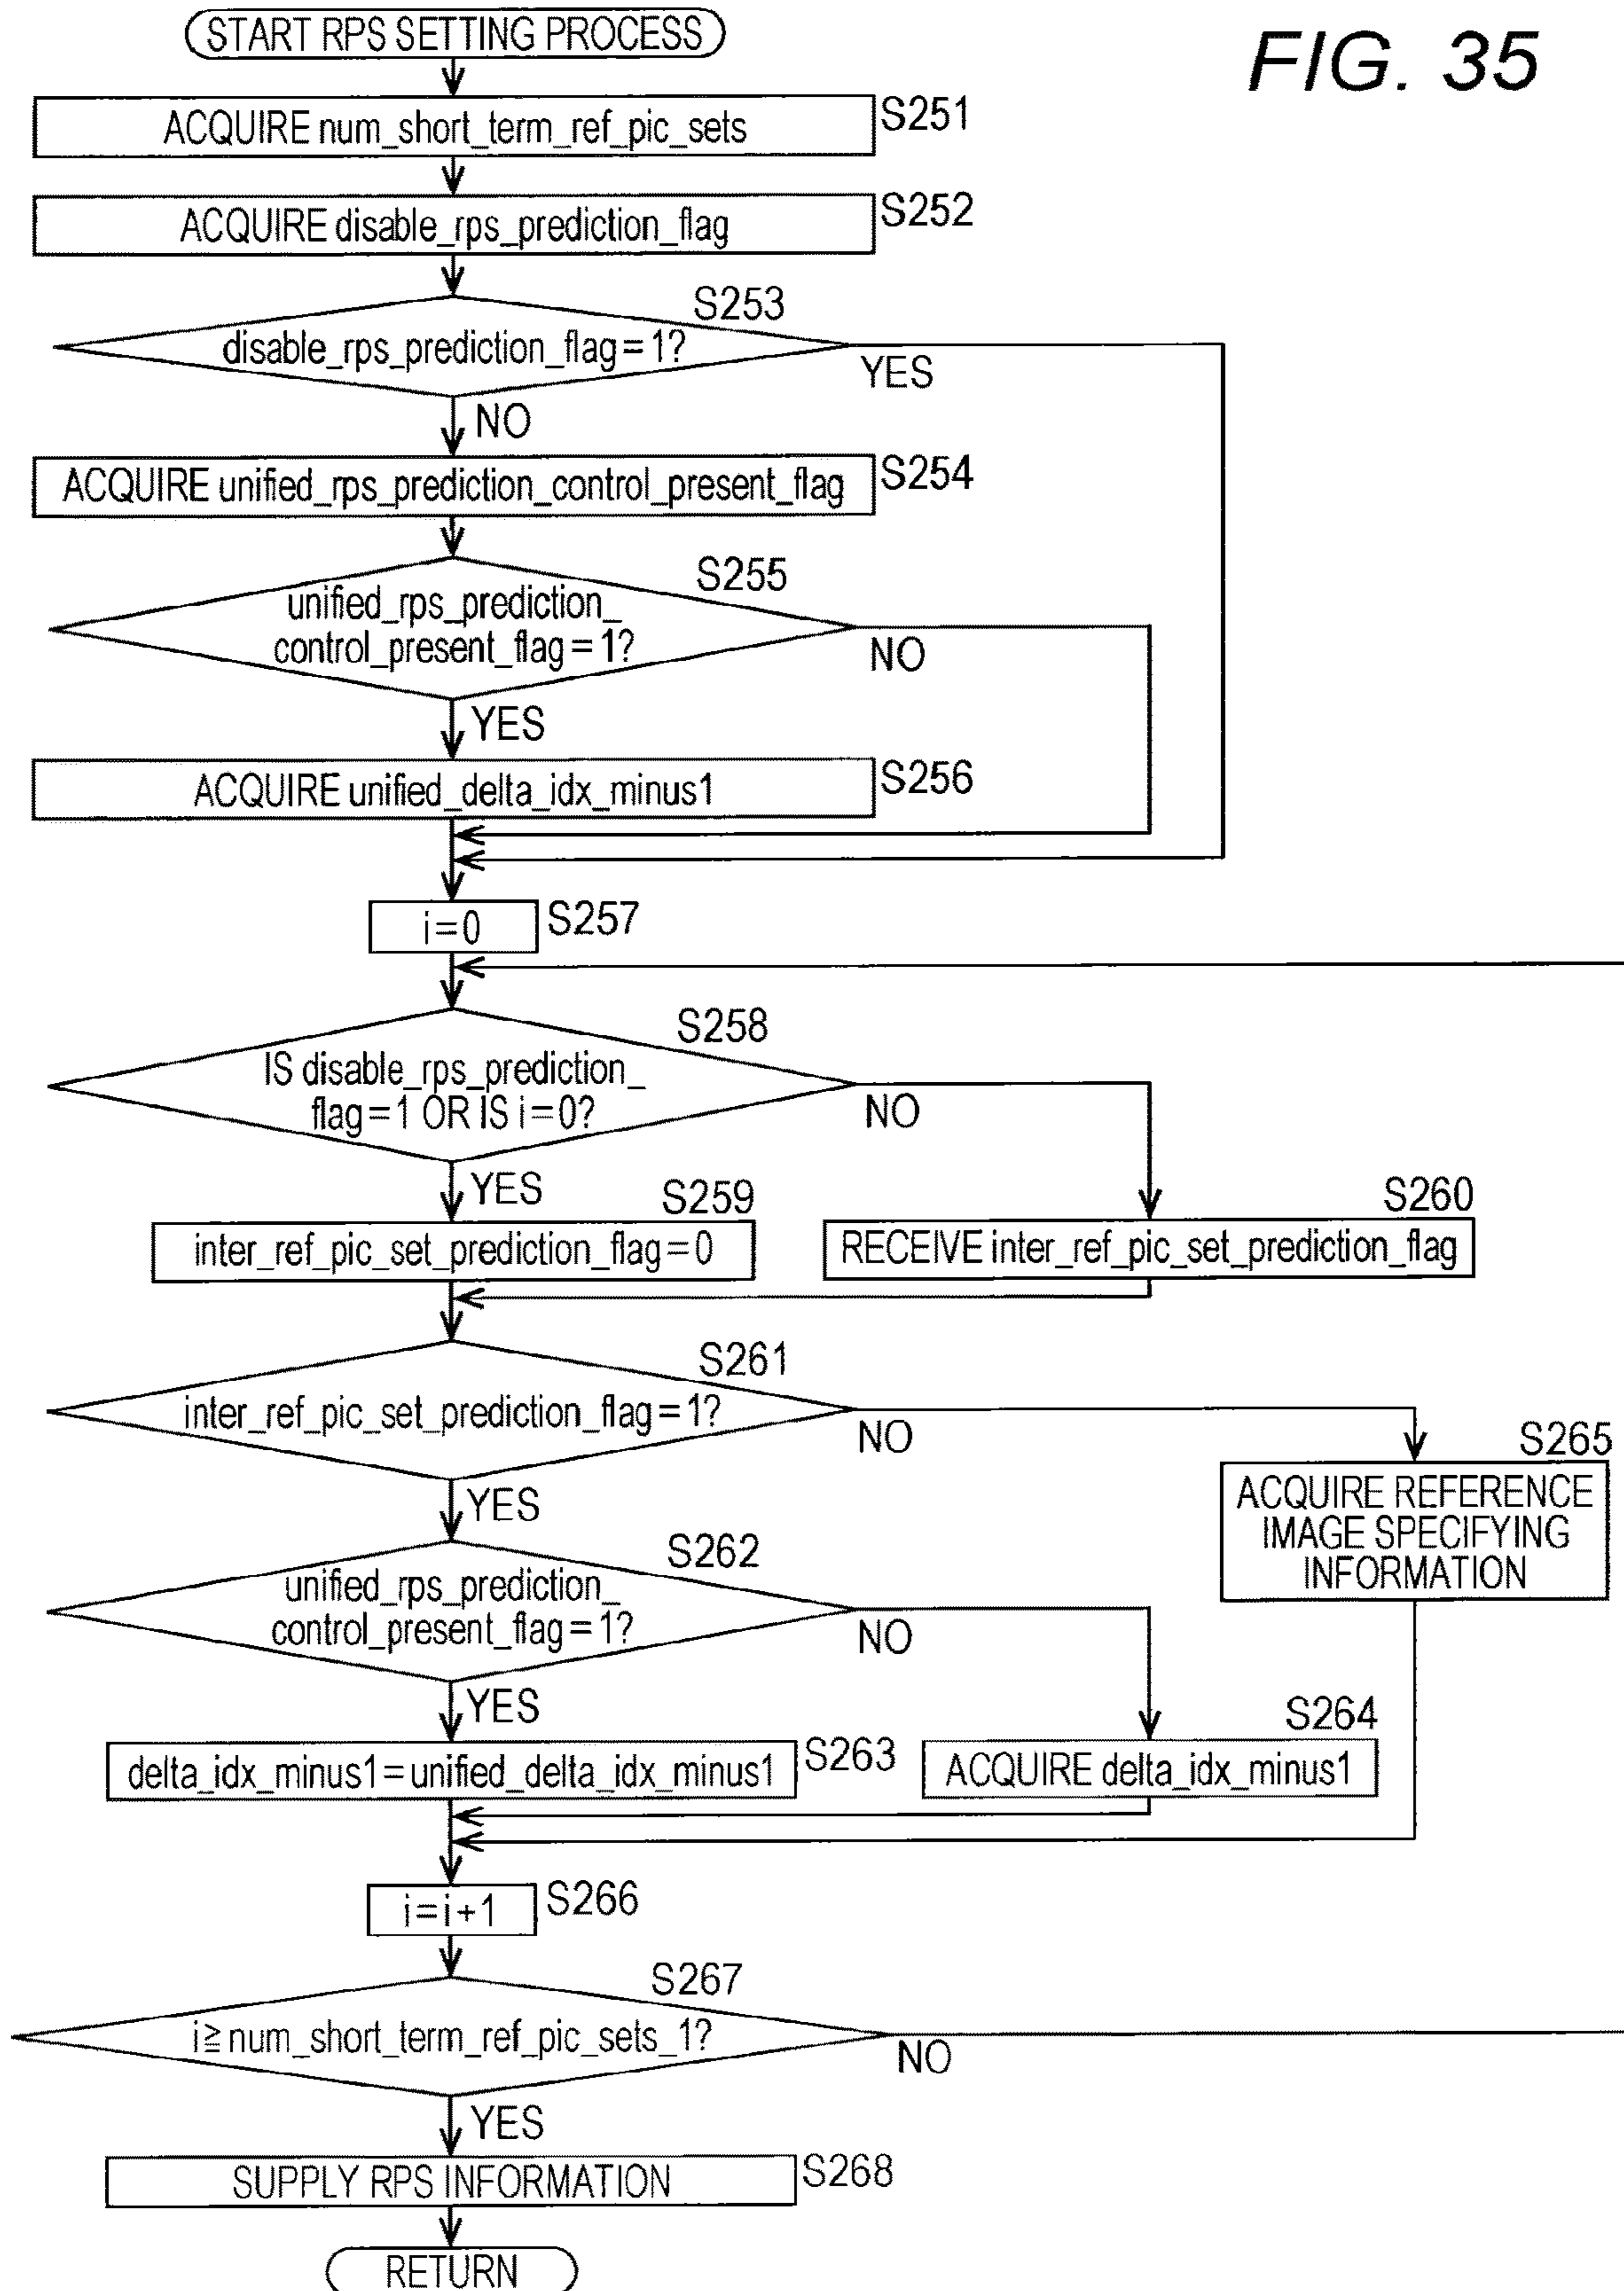 FIG. 35
START RPS SETTING PROCESS
ACQUIRE num_short_term_ref_pic_sets
S251
ACQUIRE disable_rps_prediction_flag
S252
S253
disable_rps_prediction_flag=1?
YES
NO
ACQUIRE unified_rps_prediction_control_present_flag
S254
S255
unified_rps_prediction_
control_present_flag=1?
NO
YES
ACQUIRE unified_delta_idx_minus1
S256
i=0
S257
S258
IS disable_rps_prediction_
flag=1 OR IS i=0?
NO
YES
S259
inter_ref_pic_set_prediction_flag=0
S260
RECEIVE inter_ref_pic_set_prediction_flag
S261
inter_ref_pic_set_prediction_flag=1?
NO
YES
S265
ACQUIRE REFERENCE
IMAGE SPECIFYING
INFORMATION
S262
unified_rps_prediction_
control_present_flag=1?
NO
YES
delta_idx_minus1=unified_delta_idx_minus1
S263
S264
ACQUIRE delta_idx_minus1
i=i+1
S266
S267
i≧num_short_term_ref_pic_sets_1?
NO
YES
SUPPLY RPS INFORMATION
S268
RETURN